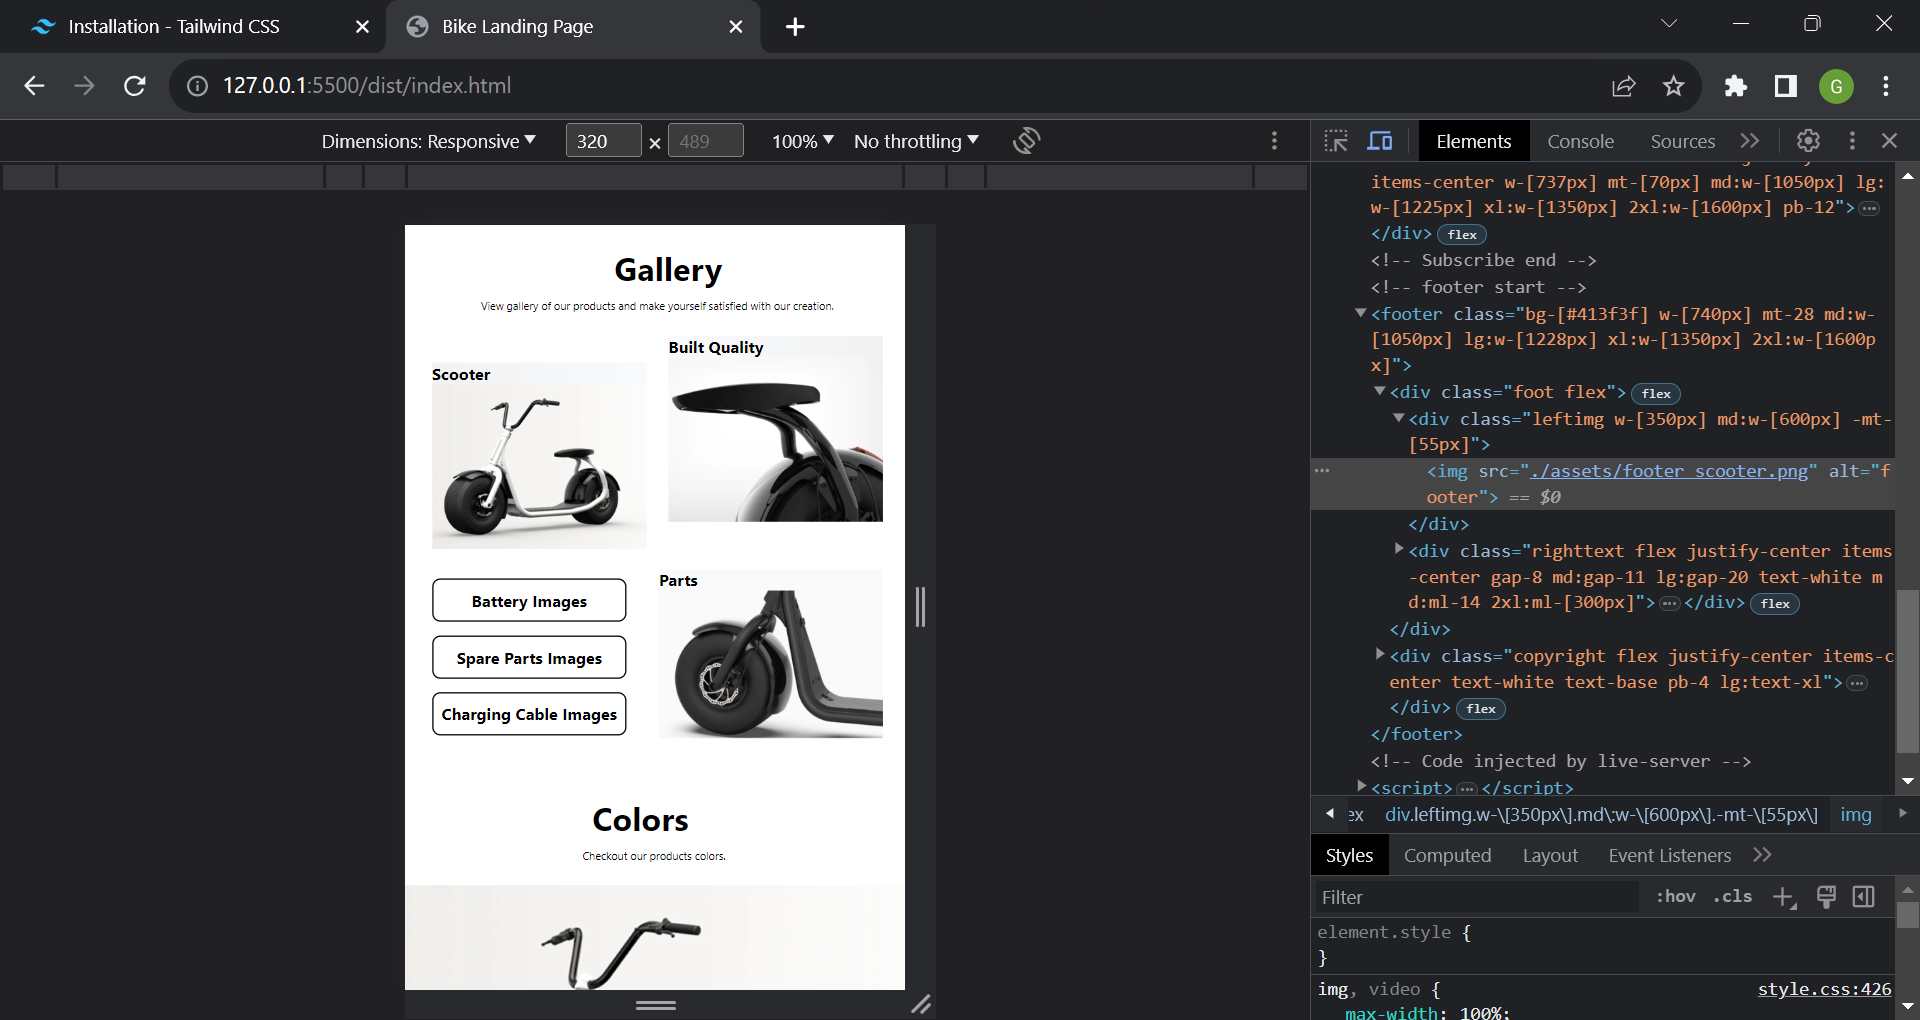 Installation - Tailwind CSS
Bike Landing Page
127.0.0.1:5500/dist/index.html
G
Dimensions: Responsive
320
×
489
100%
No throttling
Elements
Console
Sources
Gallery
View gallery of our products and make yourself satisfied with our creation.
Built Quality
Scooter
Parts
Battery Images
Spare Parts Images
Charging Cable Images
Colors
Checkout our products colors.
items-center w-[737px] mt-[70px] md:w-[1050px] lg:
w-[1225px] xl:w-[1350px] 2xl:w-[1600px] pb-12">
</div> flex
<!-- Subscribe end -->
<!-- footer start -->
<footer class="bg-[#413f3f] w-[740px] mt-28 md:w-
[1050px] lg:w-[1228px] xl:w-[1350px] 2xl:w-[1600p
x]">
<div class="foot flex"> flex
<div class="leftimg w-[350px] md:w-[600px] -mt-
[55px]">
<img src="./assets/footer scooter.png" alt="f
ooter"> == $0
</div>
<div class="righttext flex justify-center items
-center gap-8 md:gap-11 lg:gap-20 text-white m
d:ml-14 2xl:ml-[300px]"> … </div> flex
</div>
<div class="copyright flex justify-center items-c
enter text-white text-base pb-4 lg:text-xl"> …
</div> flex
</footer>
<!-- Code injected by live-server -->
<script> … </script>
ex div.leftimg.w-\[350px\].md\:w-\[600px\].-mt-\[55px\] img
Styles
Computed
Layout
Event Listeners
Filter
:hov
.cls
element.style {
}
img, video {
style.css:426
max-width: 100%;